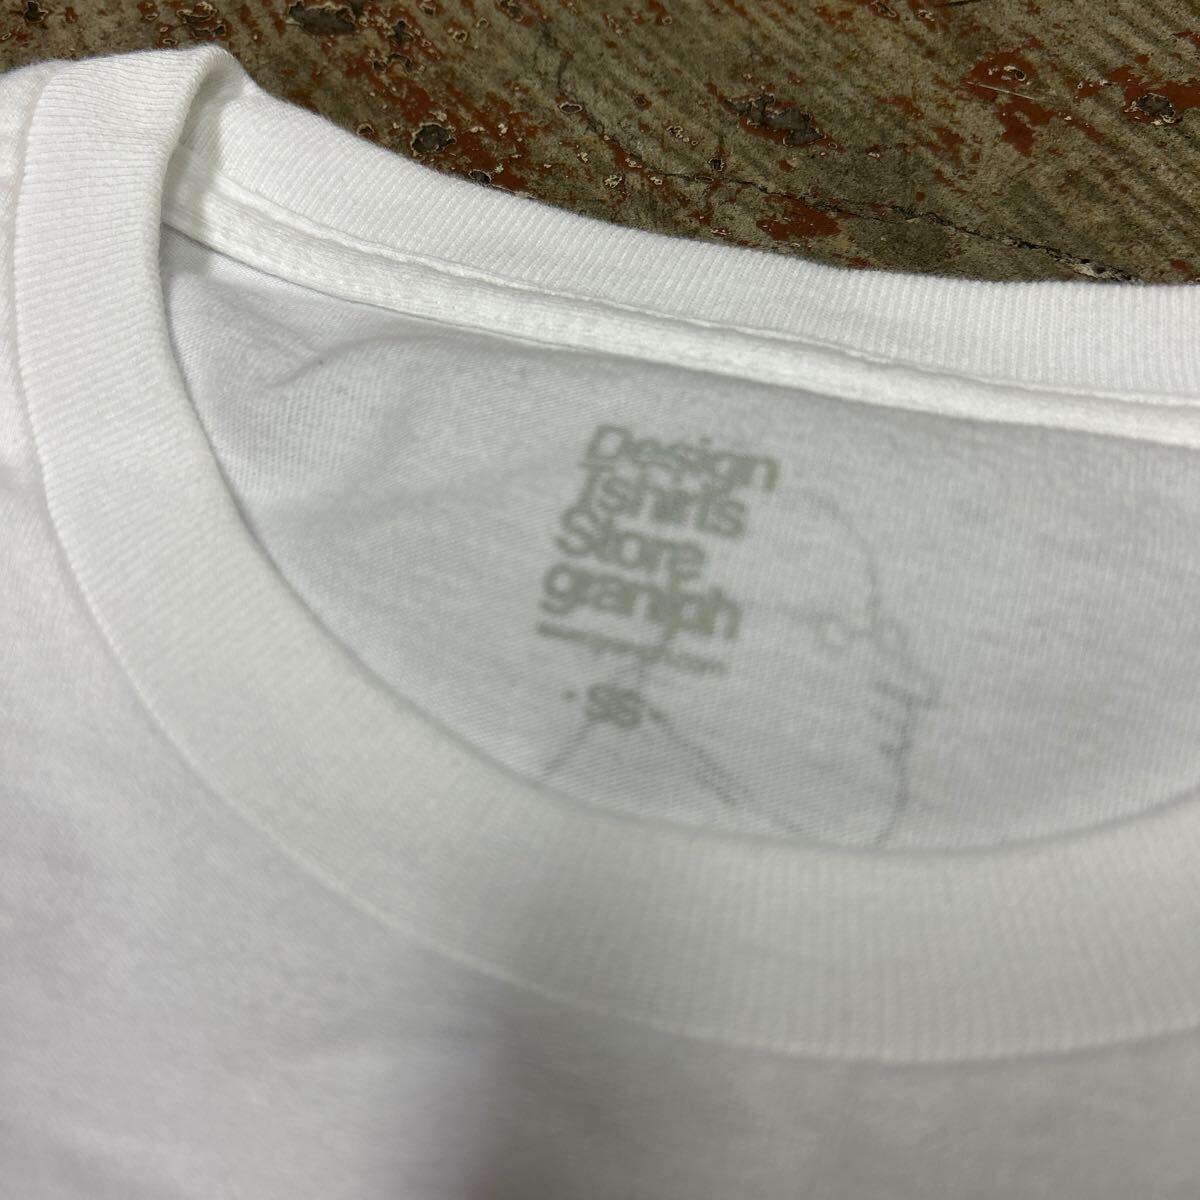 Design
Tshirts
Store
graniph
· SS ·